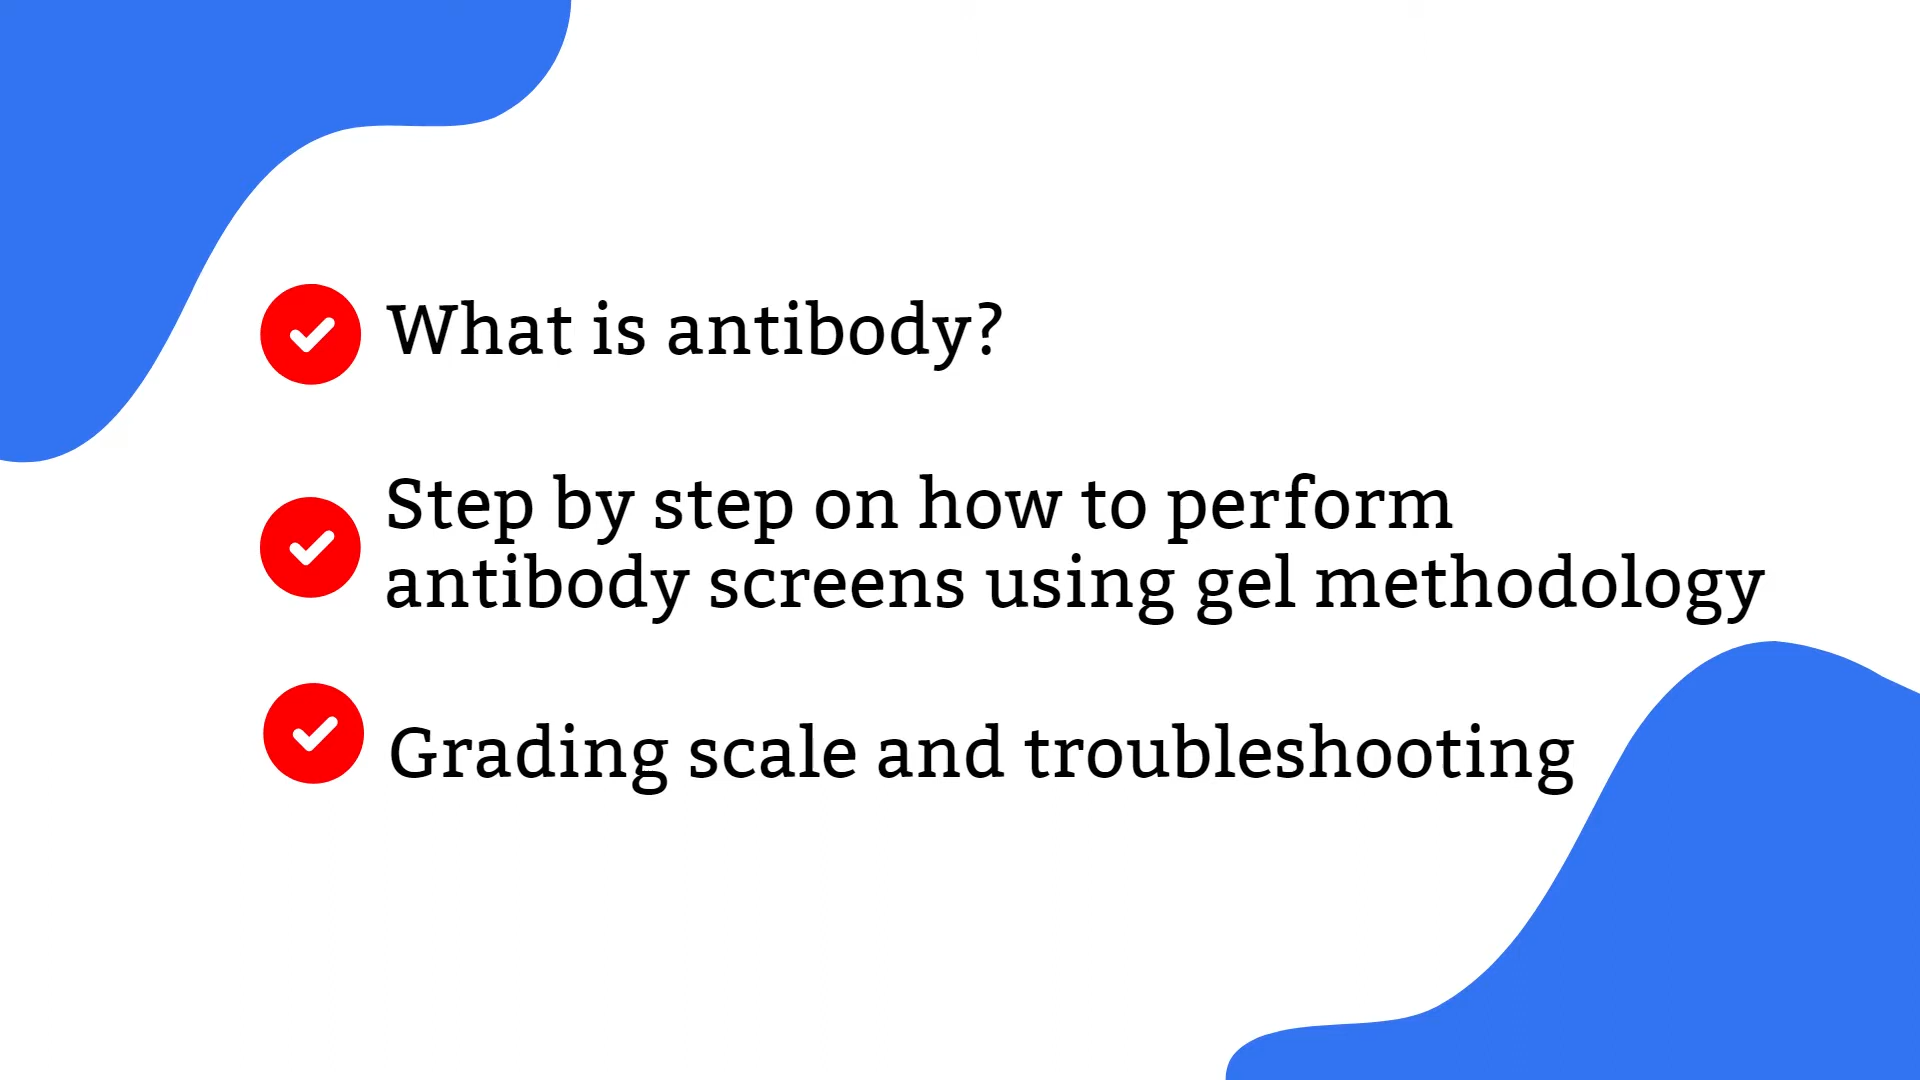 What is antibody?
Step by step on how to perform
antibody screens using gel methodology
Grading scale and troubleshooting